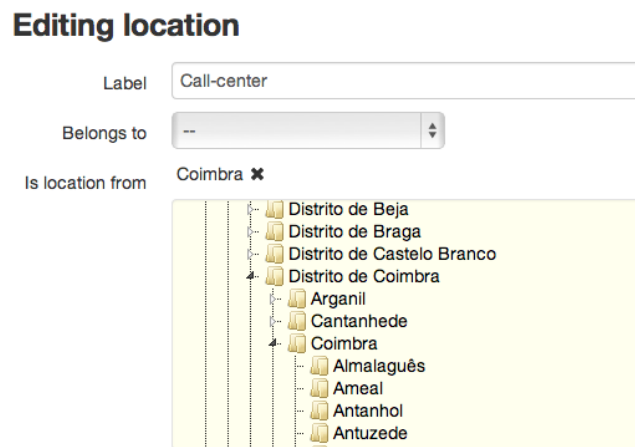 Editing location
Label Call-center
Belongs to --
Is location from Coimbra ✖
Distrito de Beja
Distrito de Braga
Distrito de Castelo Branco
Distrito de Coimbra
Arganil
Cantanhede
Coimbra
Almalaguês
Ameal
Antanhol
Antuzede